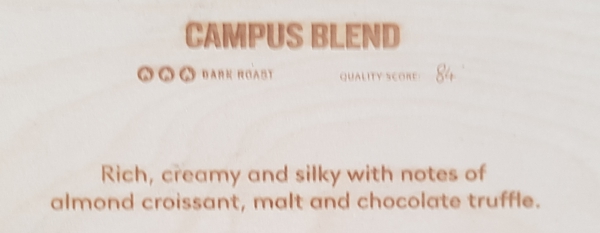 CAMPUS BLEND
DARK ROAST QUALITY SCORE: 84
Rich, creamy and silky with notes of
almond croissant, malt and chocolate truffle.